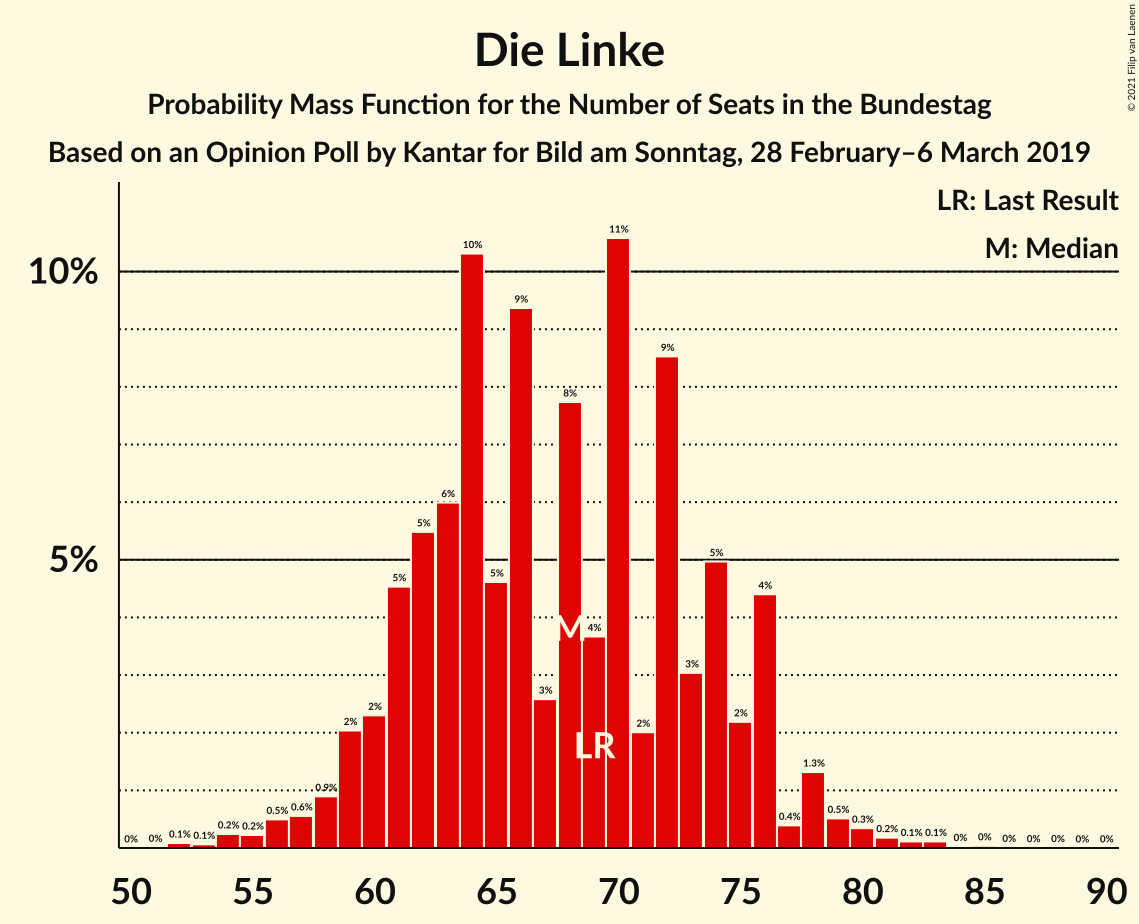 Die Linke
Probability Mass Function for the Number of Seats in the Bundestag
Based on an Opinion Poll by Kantar for Bild am Sonntag, 28 February–6 March 2019
© 2021 Filip van Laenen
LR: Last Result
M: Median
10%
5%
0% 0% 0.1% 0.1% 0.2% 0.2% 0.5% 0.6% 0.9% 2% 2% 5% 5% 6% 10% 5% 9% 3% 8% 4% 11% 2% 9% 3% 5% 2% 4% 0.4% 1.3% 0.5% 0.3% 0.2% 0.1% 0.1% 0% 0% 0% 0% 0% 0% 0%
M
LR
50 55 60 65 70 75 80 85 90